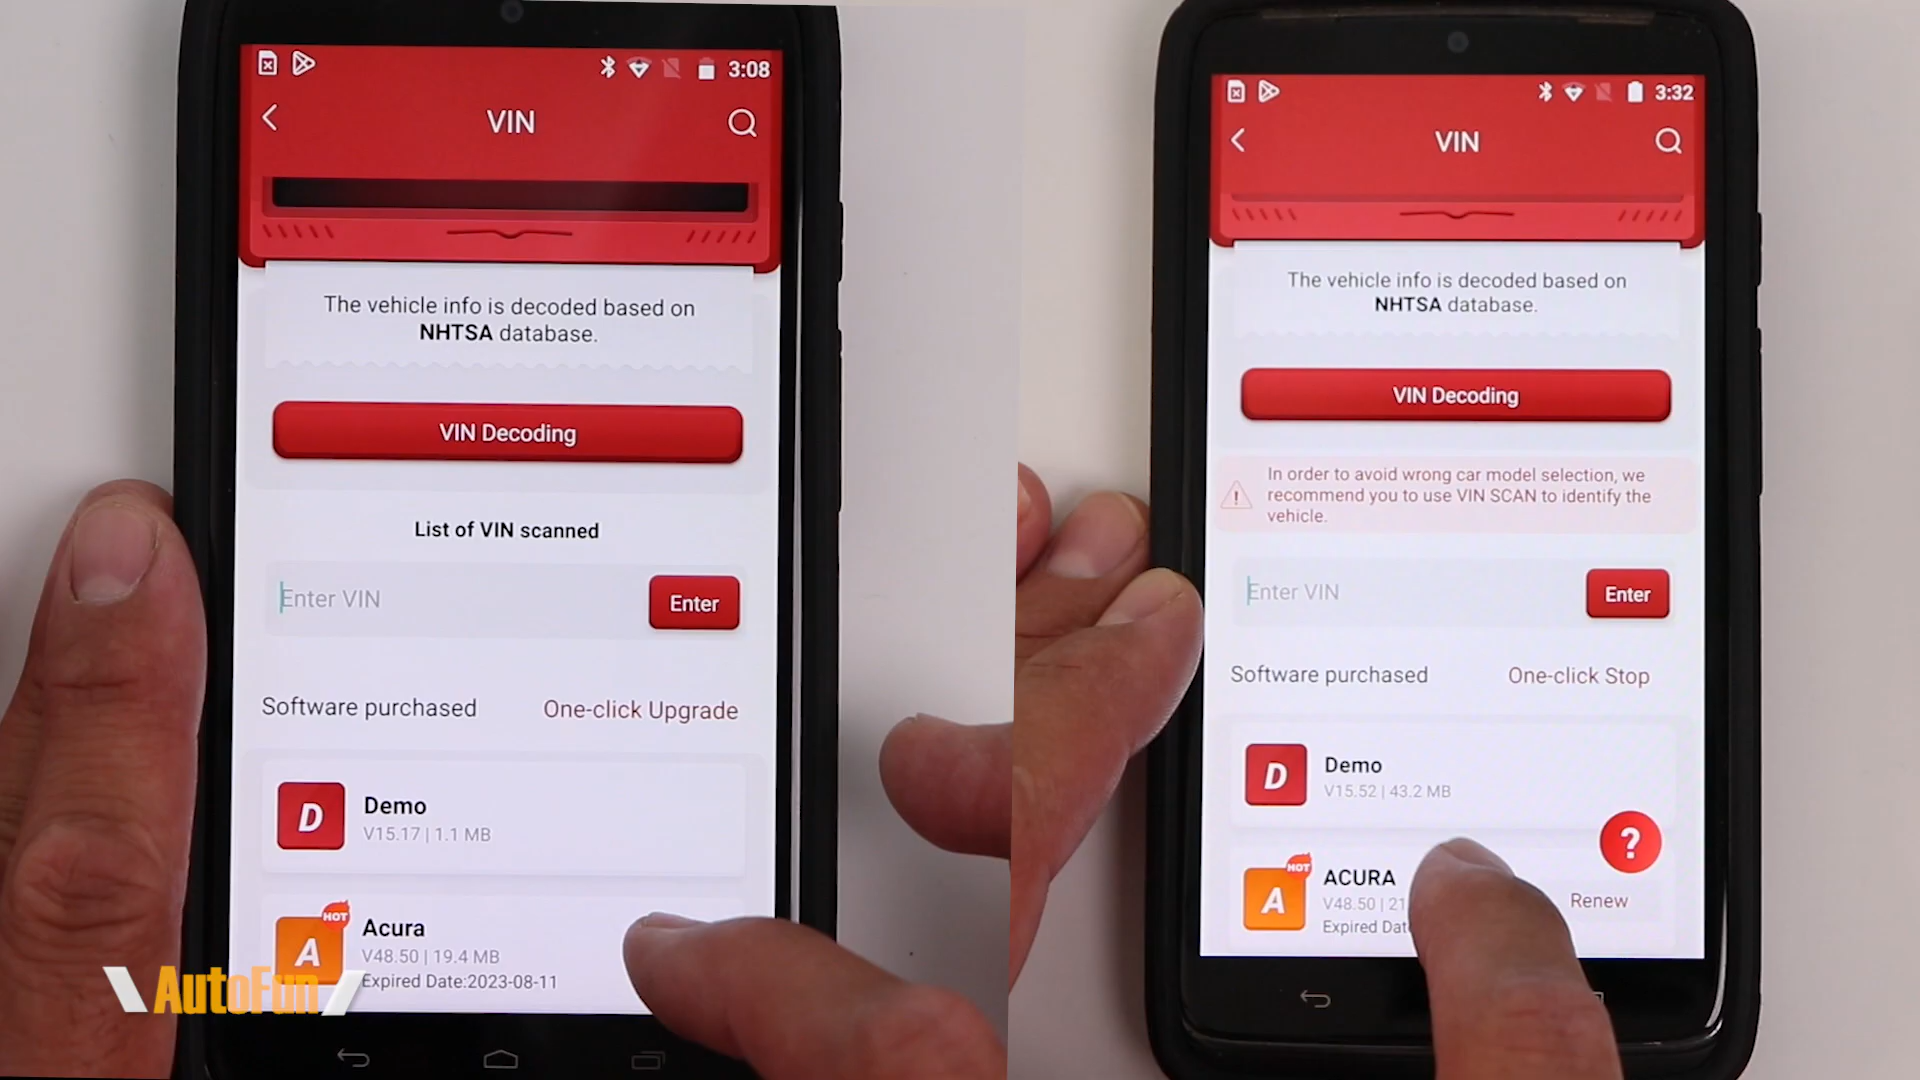 3:08
VIN
The vehicle info is decoded based on
NHTSA database.
VIN Decoding
List of VIN scanned
Enter VIN
Enter
Software purchased
One-click Upgrade
D
Demo
V15.17 | 1.1 MB
HOT
A
Acura
V48.50 | 19.4 MB
Expired Date:2023-08-11
AutoFun
3:32
VIN
The vehicle info is decoded based on
NHTSA database.
VIN Decoding
In order to avoid wrong car model selection, we
recommend you to use VIN SCAN to identify the
vehicle.
Enter VIN
Enter
Software purchased
One-click Stop
D
Demo
V15.52 | 43.2 MB
?
HOT
A
ACURA
V48.50 |
Renew
Expired